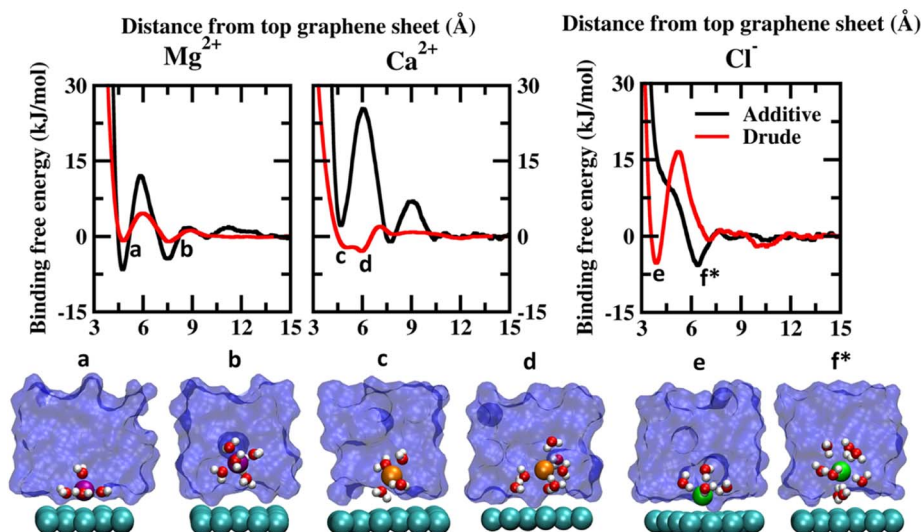 Distance from top graphene sheet (Å)
Distance from top graphene sheet (Å)
Mg2+
Ca2+
Cl-
Binding free energy (kJ/mol)
30
15
0
-15
3 6 9 12 15
a
b
30
15
0
-15
3 6 9 12 15
c
d
Binding free energy (kJ/mol)
30
15
0
-15
3 6 9 12 15
Additive
Drude
e
f*
a b c d e f*